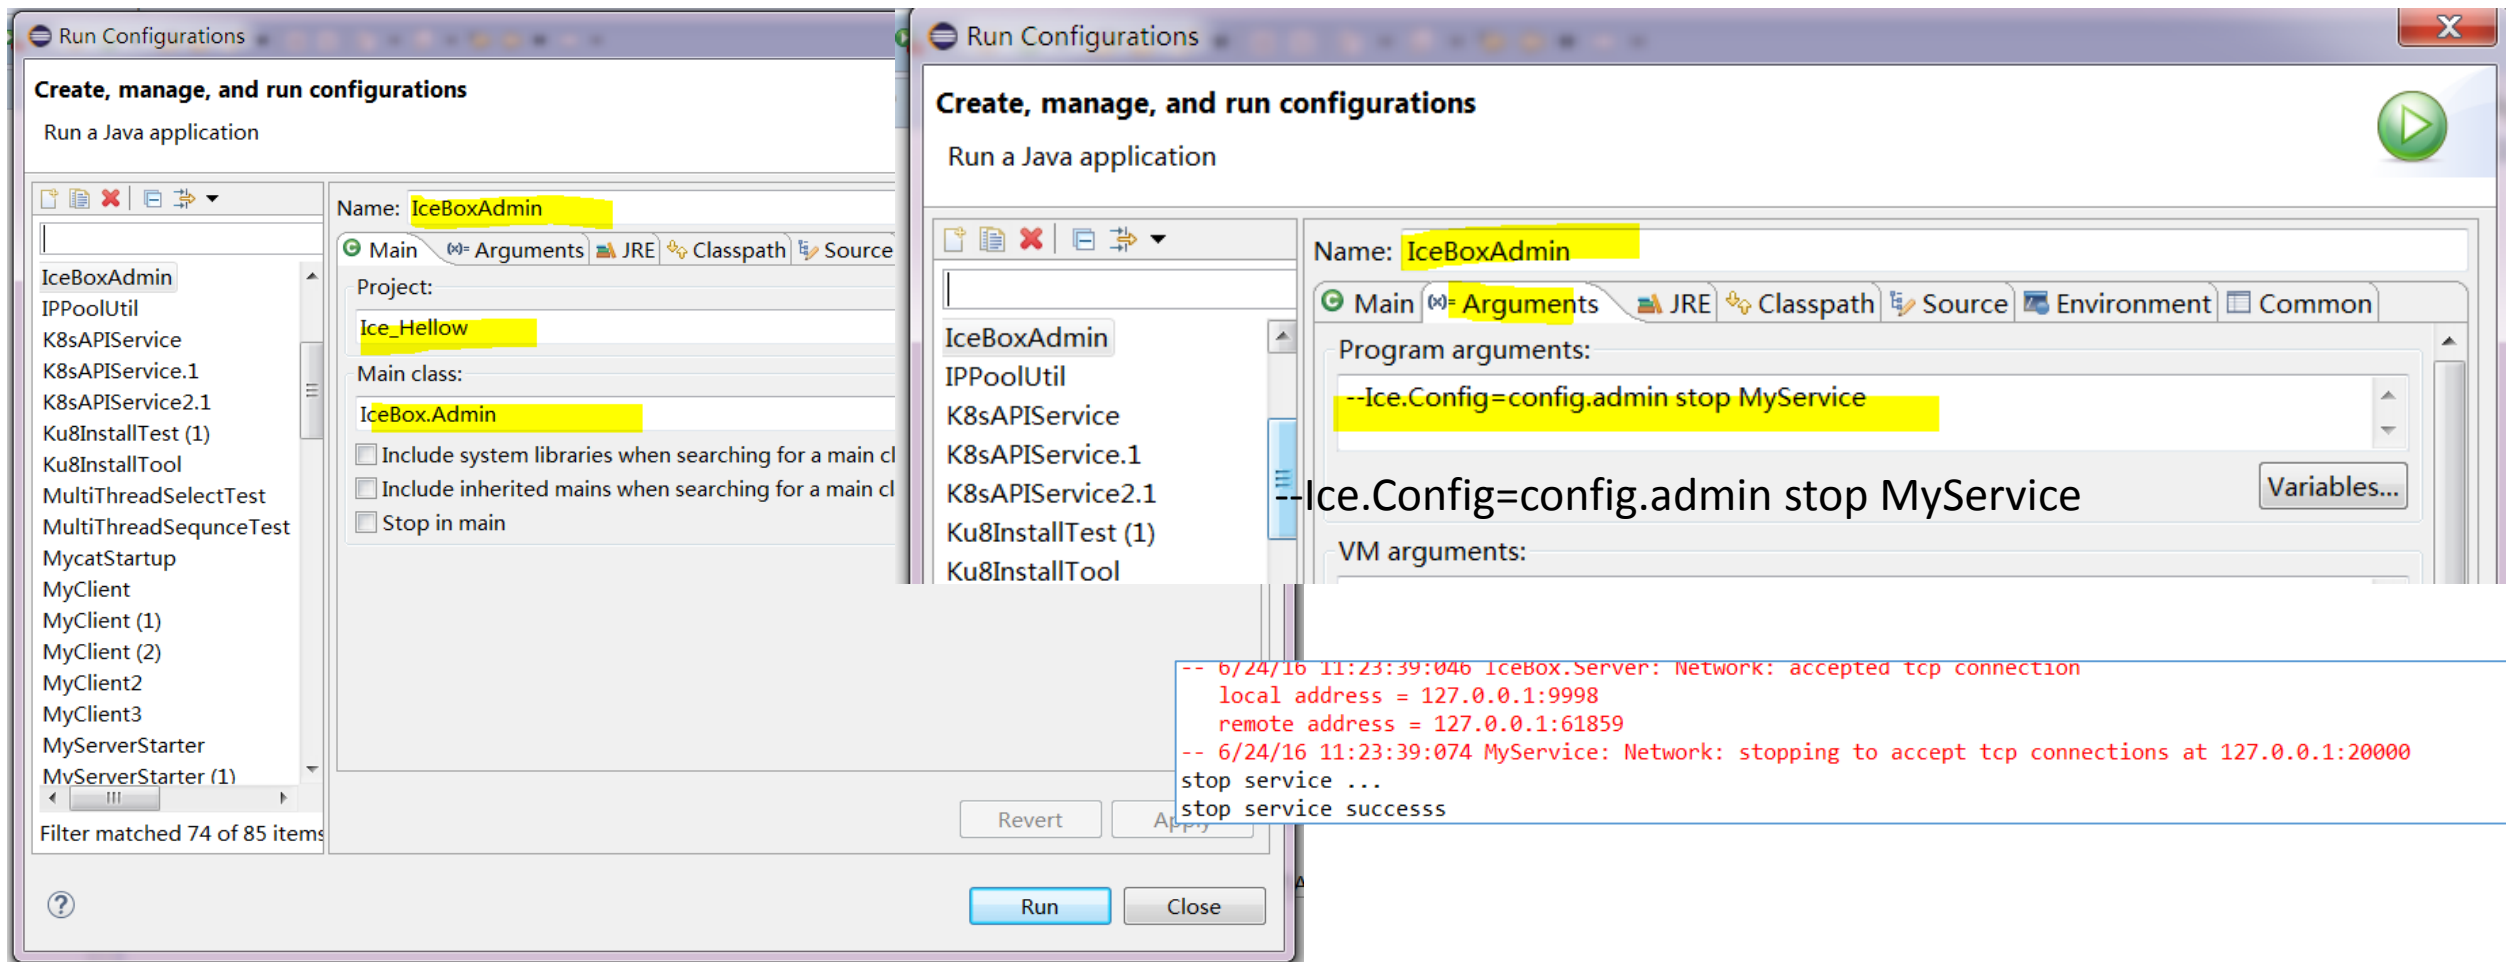 Run Configurations
Create, manage, and run configurations
Run a Java application
Name: IceBoxAdmin
Main (x)= Arguments JRE Classpath Source
IceBoxAdmin
IPPoolUtil
K8sAPIService
K8sAPIService.1
K8sAPIService2.1
Ku8InstallTest (1)
Ku8InstallTool
MultiThreadSelectTest
MultiThreadSequnceTest
MycatStartup
MyClient
MyClient (1)
MyClient (2)
MyClient2
MyClient3
MyServerStarter
MyServerStarter (1)
Filter matched 74 of 85 items
Project:
Ice_Hellow
Main class:
IceBox.Admin
Include system libraries when searching for a main cl
Include inherited mains when searching for a main cl
Stop in main
Revert
Apply
Run
Close
Run Configurations
Create, manage, and run configurations
Run a Java application
IceBoxAdmin
IPPoolUtil
K8sAPIService
K8sAPIService.1
K8sAPIService2.1
Ku8InstallTest (1)
Ku8InstallTool
Name: IceBoxAdmin
Main (x)= Arguments JRE Classpath Source Environment Common
Program arguments:
--Ice.Config=config.admin stop MyService
--Ice.Config=config.admin stop MyService
Variables...
VM arguments:
-- 6/24/16 11:23:39:046 IceBox.Server: Network: accepted tcp connection
local address = 127.0.0.1:9998
remote address = 127.0.0.1:61859
-- 6/24/16 11:23:39:074 MyService: Network: stopping to accept tcp connections at 127.0.0.1:20000
stop service ...
stop service successs